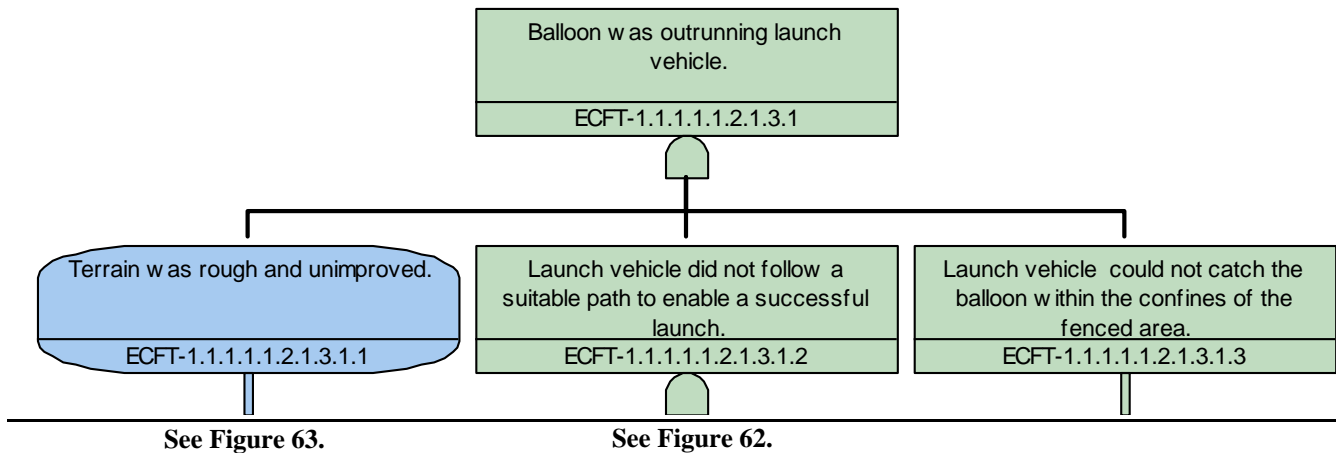 Balloon was outrunning launch
vehicle.
ECFT-1.1.1.1.1.2.1.3.1
Terrain was rough and unimproved.
ECFT-1.1.1.1.1.2.1.3.1.1
Launch vehicle did not follow a
suitable path to enable a successful
launch.
ECFT-1.1.1.1.1.2.1.3.1.2
Launch vehicle could not catch the
balloon within the confines of the
fenced area.
ECFT-1.1.1.1.1.2.1.3.1.3
See Figure 63.
See Figure 62.